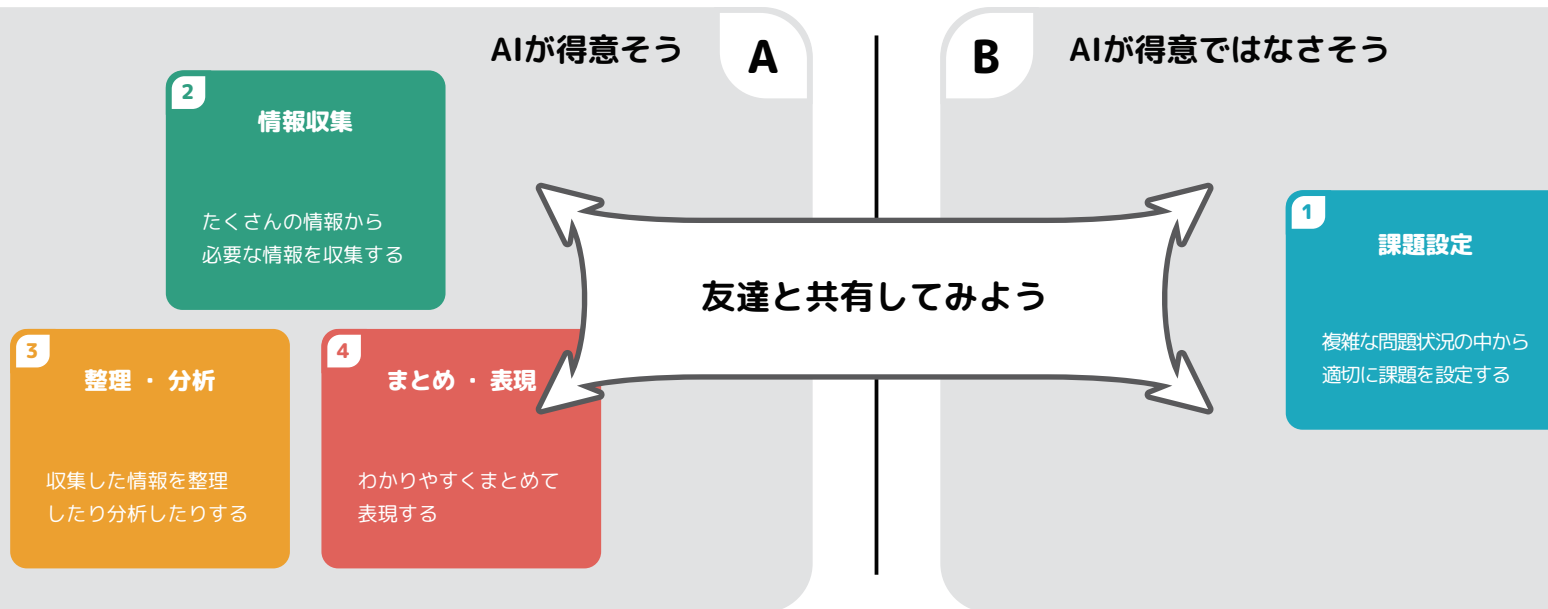 AIが得意そう
A
2
情報収集
たくさんの情報から
必要な情報を収集する
3
整理 ・ 分析
収集した情報を整理
したり分析したりする
4
まとめ ・ 表現
わかりやすくまとめて
表現する
友達と共有してみよう
B
AIが得意ではなさそう
1
課題設定
複雑な問題状況の中から
適切に課題を設定する